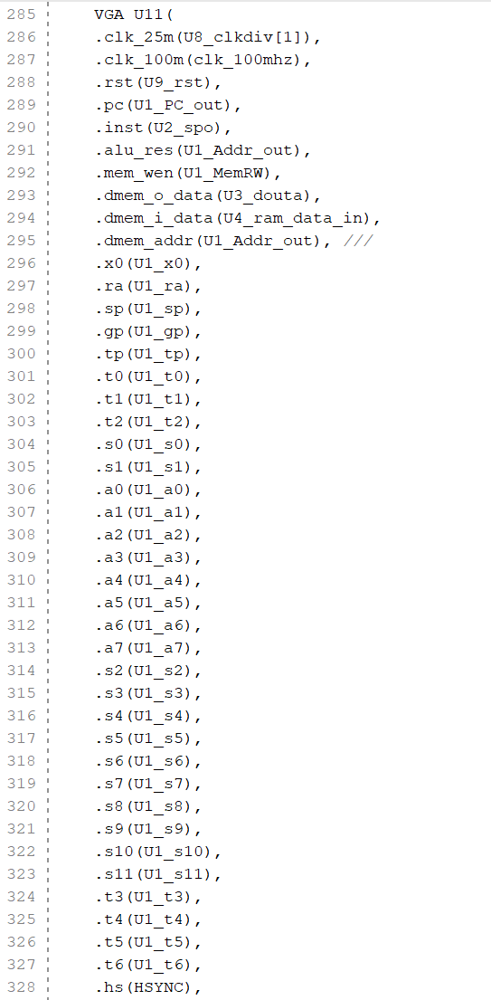 285 VGA U11(
286 .clk_25m(U8_clkdiv[1]),
287 .clk_100m(clk_100mhz),
288 .rst(U9_rst),
289 .pc(U1_PC_out),
290 .inst(U2_spo),
291 .alu_res(U1_Addr_out),
292 .mem_wen(U1_MemRW),
293 .dmem_o_data(U3_douta),
294 .dmem_i_data(U4_ram_data_in),
295 .dmem_addr(U1_Addr_out), ///
296 .x0(U1_x0),
297 .ra(U1_ra),
298 .sp(U1_sp),
299 .gp(U1_gp),
300 .tp(U1_tp),
301 .t0(U1_t0),
302 .t1(U1_t1),
303 .t2(U1_t2),
304 .s0(U1_s0),
305 .s1(U1_s1),
306 .a0(U1_a0),
307 .a1(U1_a1),
308 .a2(U1_a2),
309 .a3(U1_a3),
310 .a4(U1_a4),
311 .a5(U1_a5),
312 .a6(U1_a6),
313 .a7(U1_a7),
314 .s2(U1_s2),
315 .s3(U1_s3),
316 .s4(U1_s4),
317 .s5(U1_s5),
318 .s6(U1_s6),
319 .s7(U1_s7),
320 .s8(U1_s8),
321 .s9(U1_s9),
322 .s10(U1_s10),
323 .s11(U1_s11),
324 .t3(U1_t3),
325 .t4(U1_t4),
326 .t5(U1_t5),
327 .t6(U1_t6),
328 .hs(HSYNC),